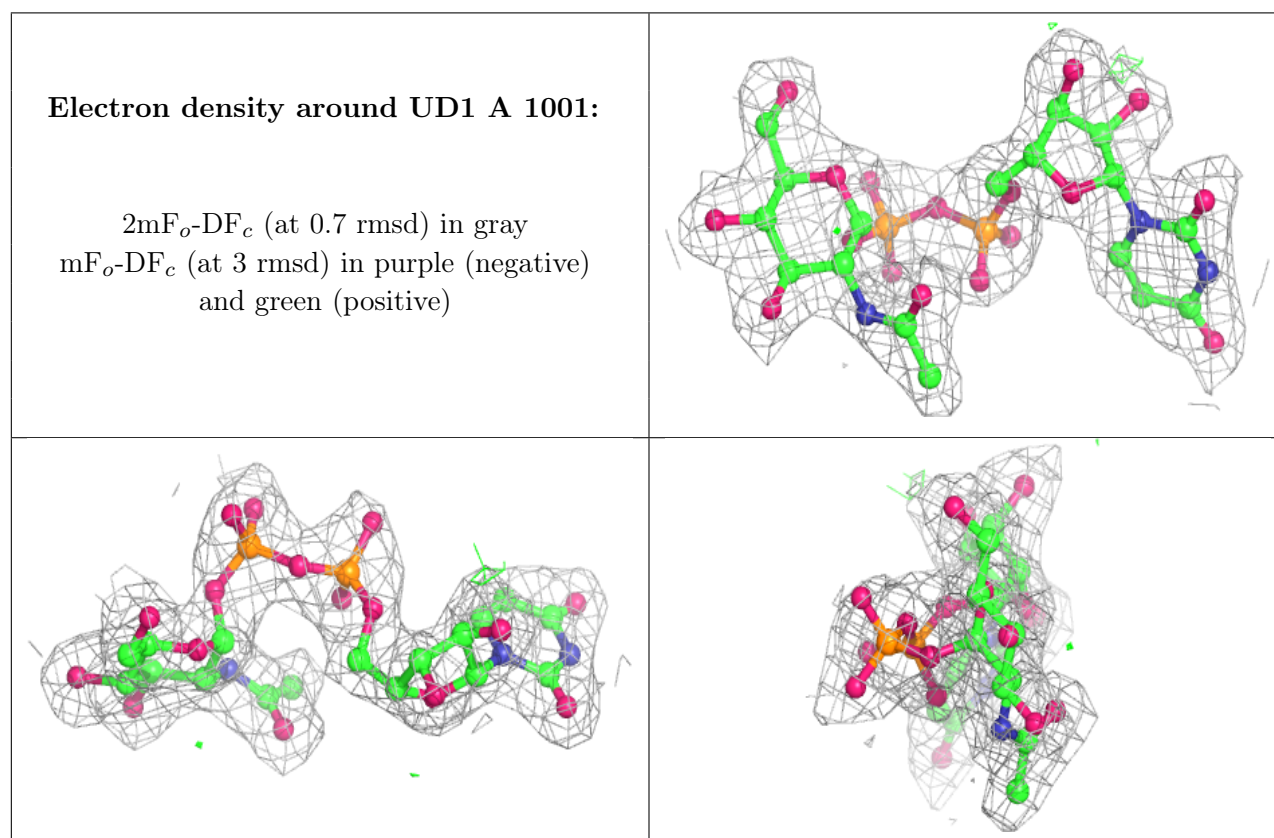 Electron density around UD1 A 1001:
2mFₒ-DF𝒸 (at 0.7 rmsd) in gray
mFₒ-DF𝒸 (at 3 rmsd) in purple (negative)
and green (positive)